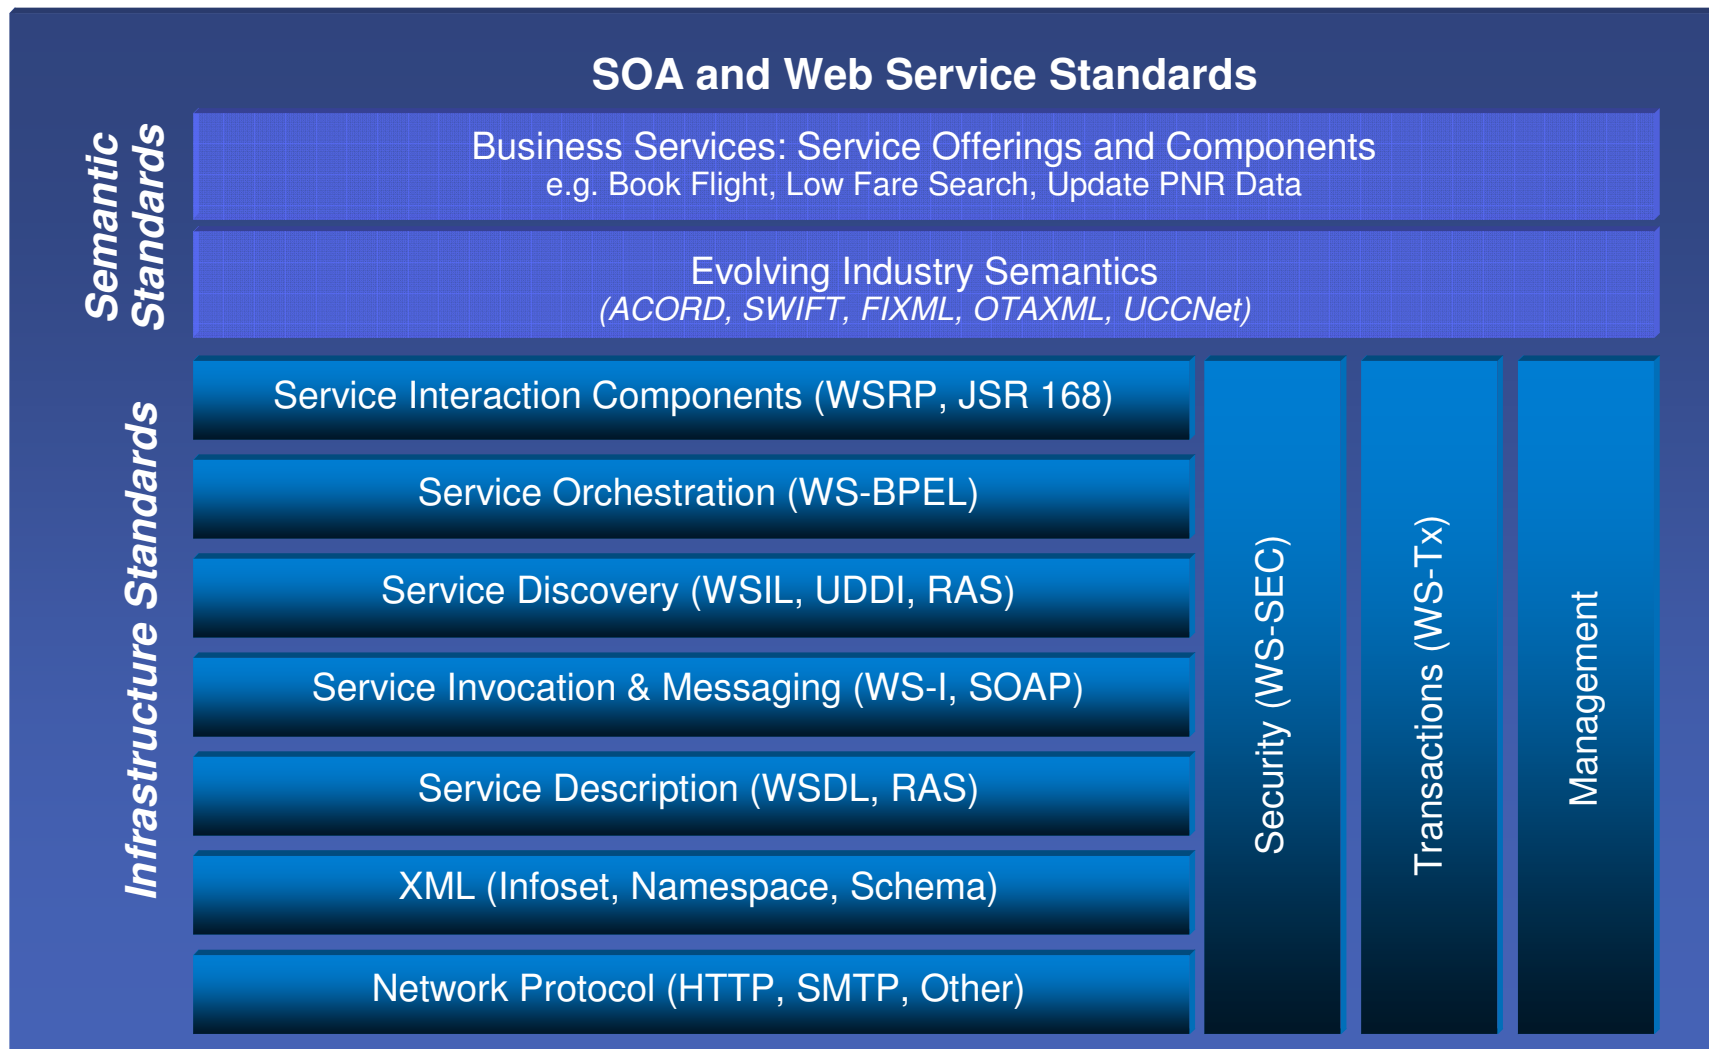 SOA and Web Service Standards
Semantic
Standards
Business Services: Service Offerings and Components
e.g. Book Flight, Low Fare Search, Update PNR Data
Evolving Industry Semantics
(ACORD, SWIFT, FIXML, OTAXML, UCCNet)
Infrastructure Standards
Service Interaction Components (WSRP, JSR 168)
Service Orchestration (WS-BPEL)
Service Discovery (WSIL, UDDI, RAS)
Service Invocation & Messaging (WS-I, SOAP)
Service Description (WSDL, RAS)
XML (Infoset, Namespace, Schema)
Network Protocol (HTTP, SMTP, Other)
Security (WS-SEC)
Transactions (WS-Tx)
Management